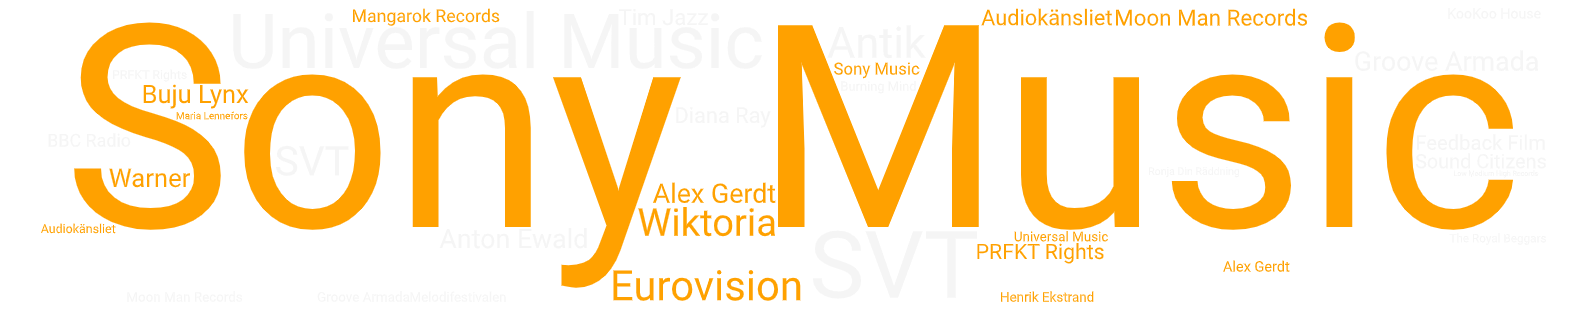 Mangarok Records
Tim Jazz
Audiokänsliet
Moon Man Records
KonKoo House
Universal Music
Antik
Sony Music
Groove Armada
Sony Music
PRFKT Rights
Burning Mind
Buju Lynx
Maria Lennefors
Diana Ray
BBC Radio
Feedback Film
SVT
Sound Citizens
Warner
Alex Gerdt
Wiktoria
Audiokänsliet
Anton Ewald
SVT
Universal Music
The Royal Beggars
PRFKT Rights
Alex Gerdt
Eurovision
Moon Man Records
Groove Armada
Melodifestivalen
Henrik Ekstrand